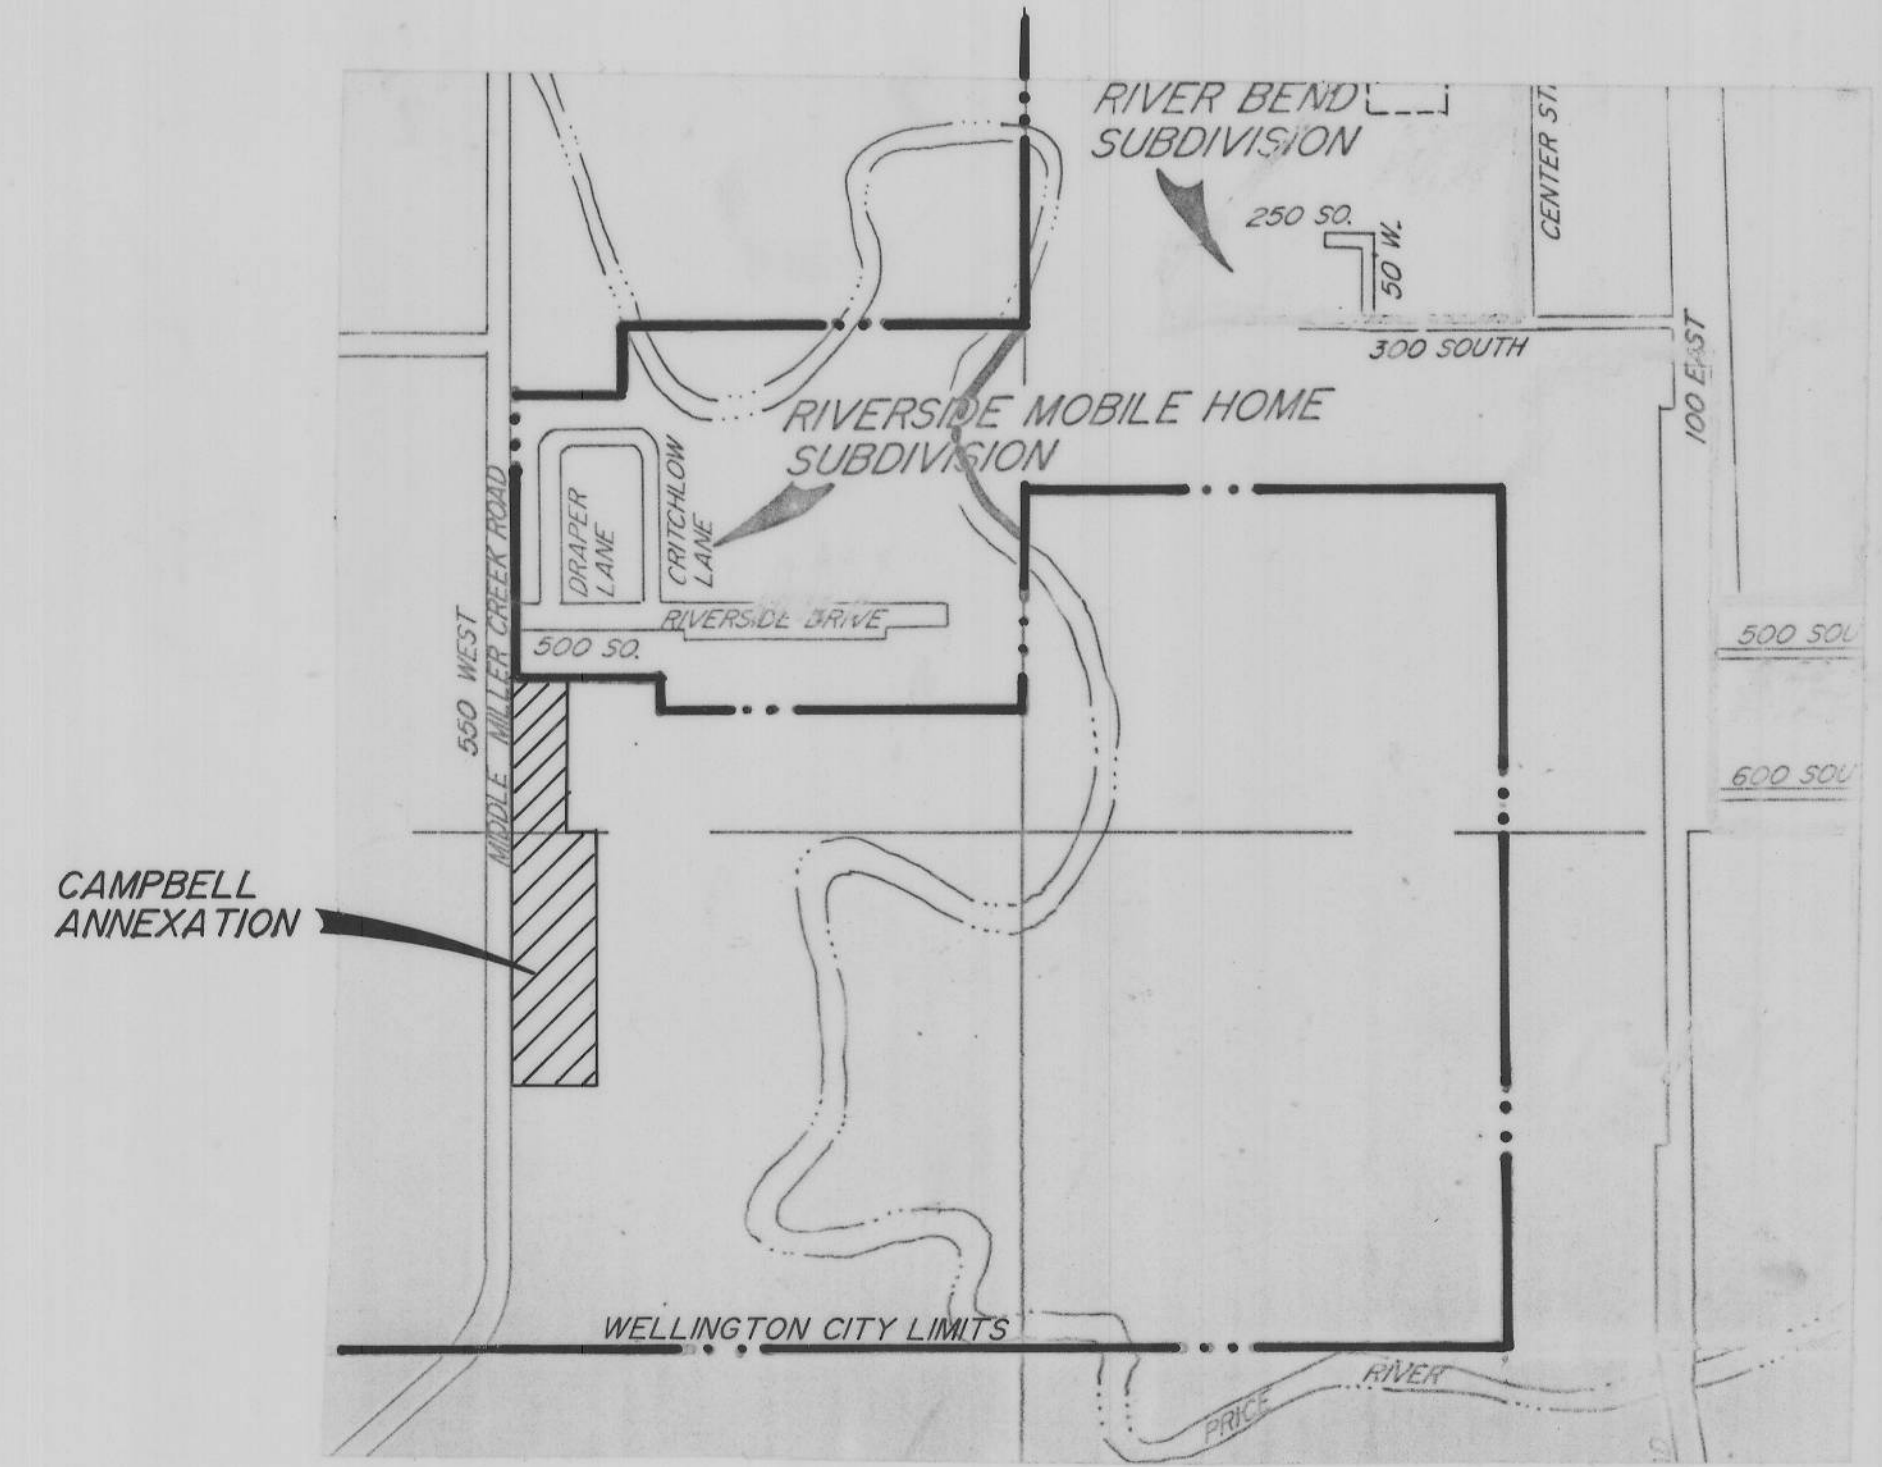 RIVER BEND
SUBDIVISION
CENTER ST.
250 SO.
50 W.
300 SOUTH
100 EAST
RIVERSIDE MOBILE HOME
SUBDIVISION
DRAPER
LANE
CRITCHLOW
LANE
RIVERSIDE DRIVE
500 SO.
550 WEST
MIDDLE MILLER CREEK ROAD
500 SOU
600 SOU
CAMPBELL
ANNEXATION
WELLINGTON CITY LIMITS
PRICE RIVER